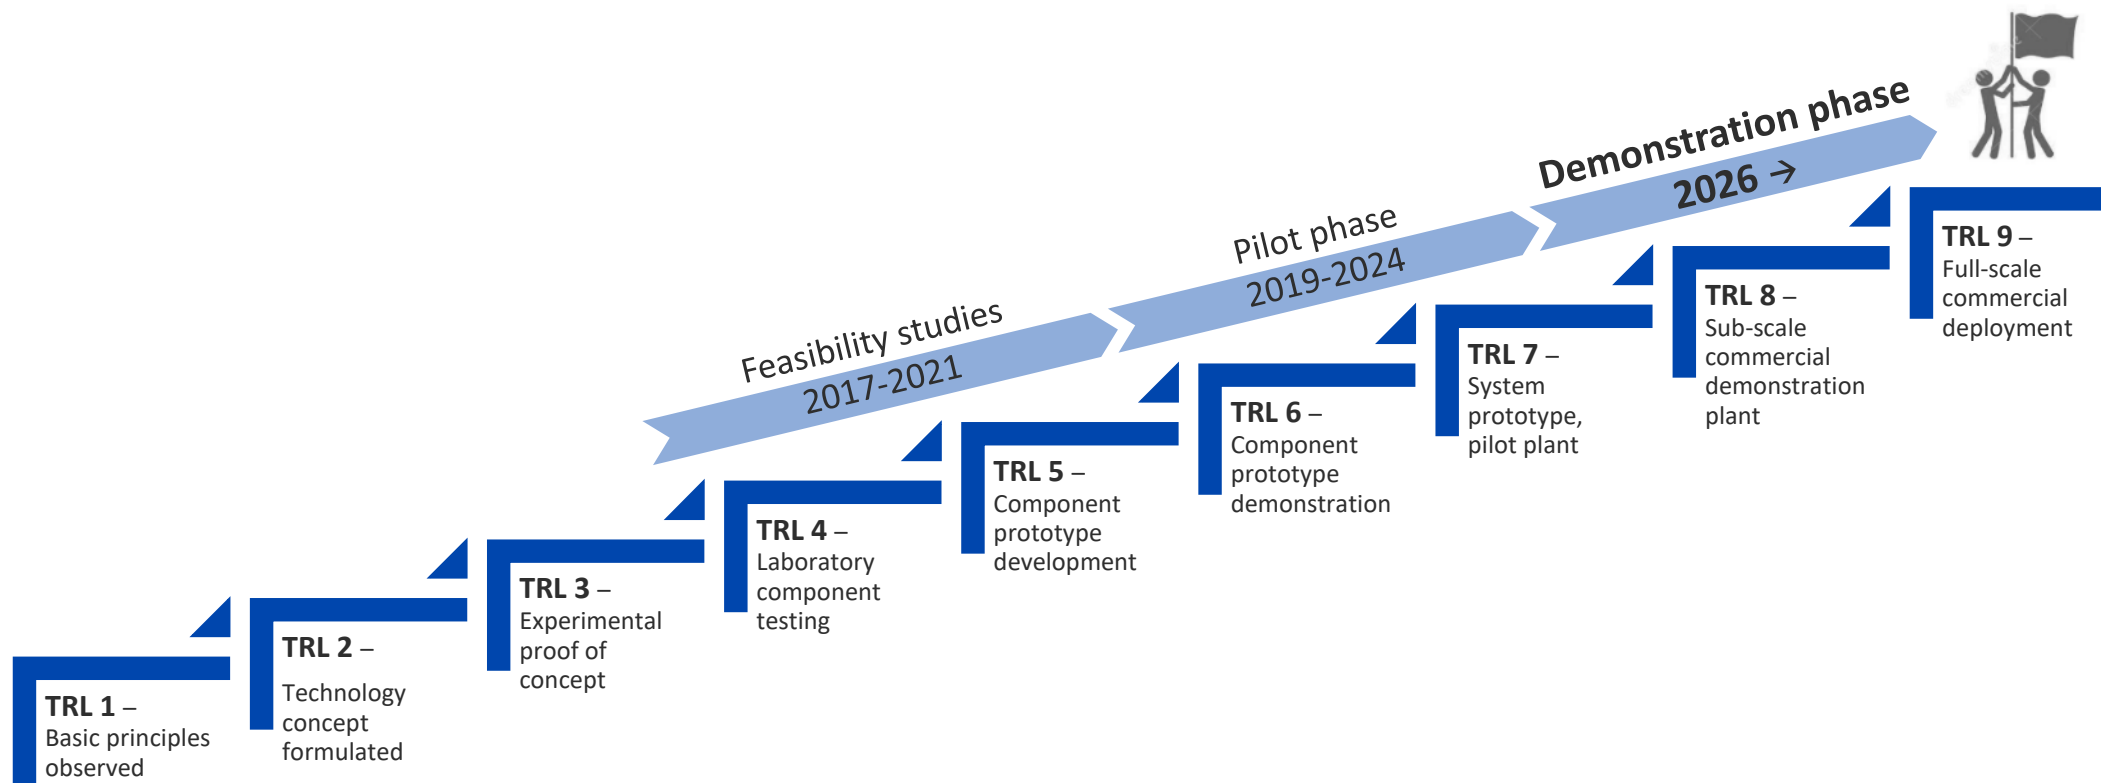 Demonstration phase
2026 →
Pilot phase
2019-2024
Feasibility studies
2017-2021
TRL 1 –
Basic principles
observed
TRL 2 –
Technology
concept
formulated
TRL 3 –
Experimental
proof of
concept
TRL 4 –
Laboratory
component
testing
TRL 5 –
Component
prototype
development
TRL 6 –
Component
prototype
demonstration
TRL 7 –
System
prototype,
pilot plant
TRL 8 –
Sub-scale
commercial
demonstration
plant
TRL 9 –
Full-scale
commercial
deployment